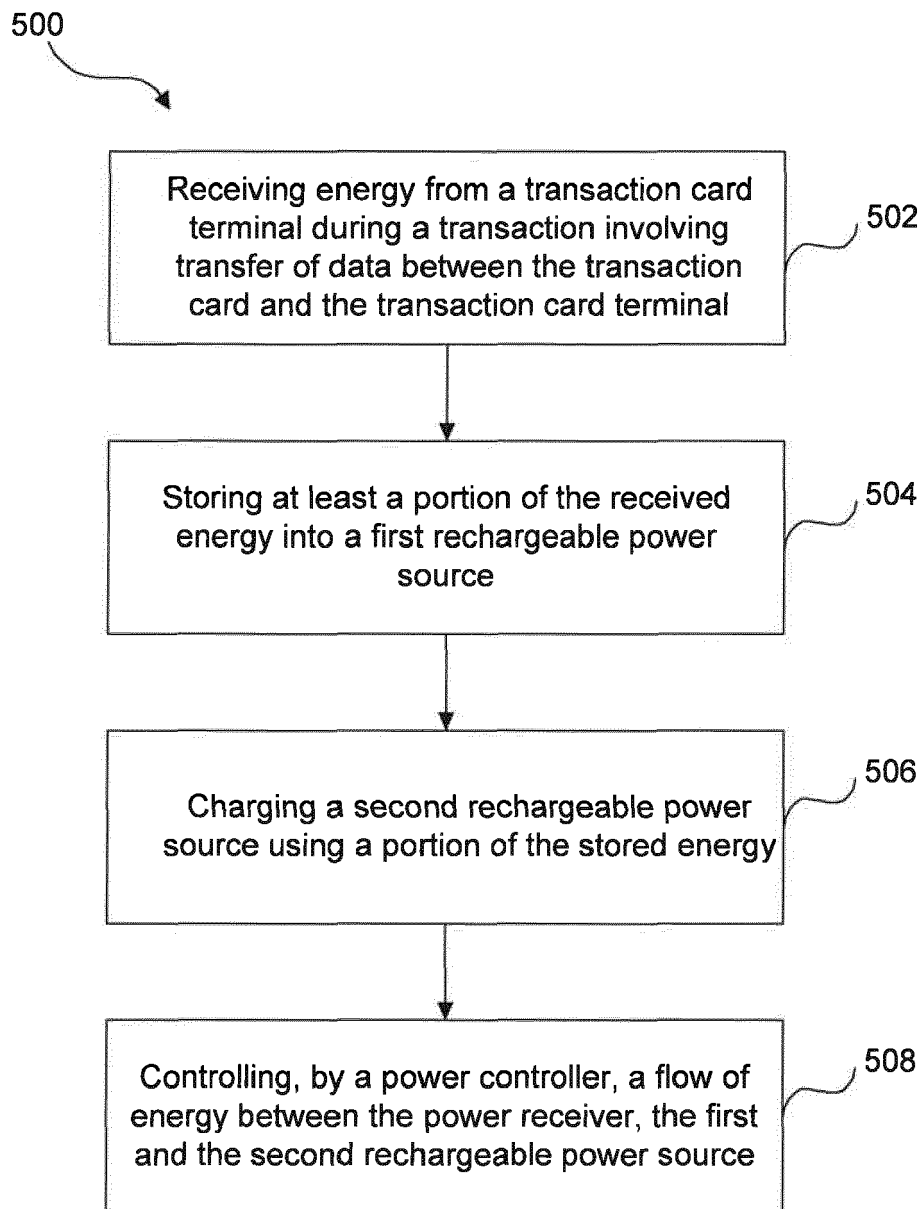 500
Receiving energy from a transaction card
terminal during a transaction involving
transfer of data between the transaction
card and the transaction card terminal
502
Storing at least a portion of the received
energy into a first rechargeable power
source
504
Charging a second rechargeable power
source using a portion of the stored energy
506
Controlling, by a power controller, a flow of
energy between the power receiver, the first
and the second rechargeable power source
508